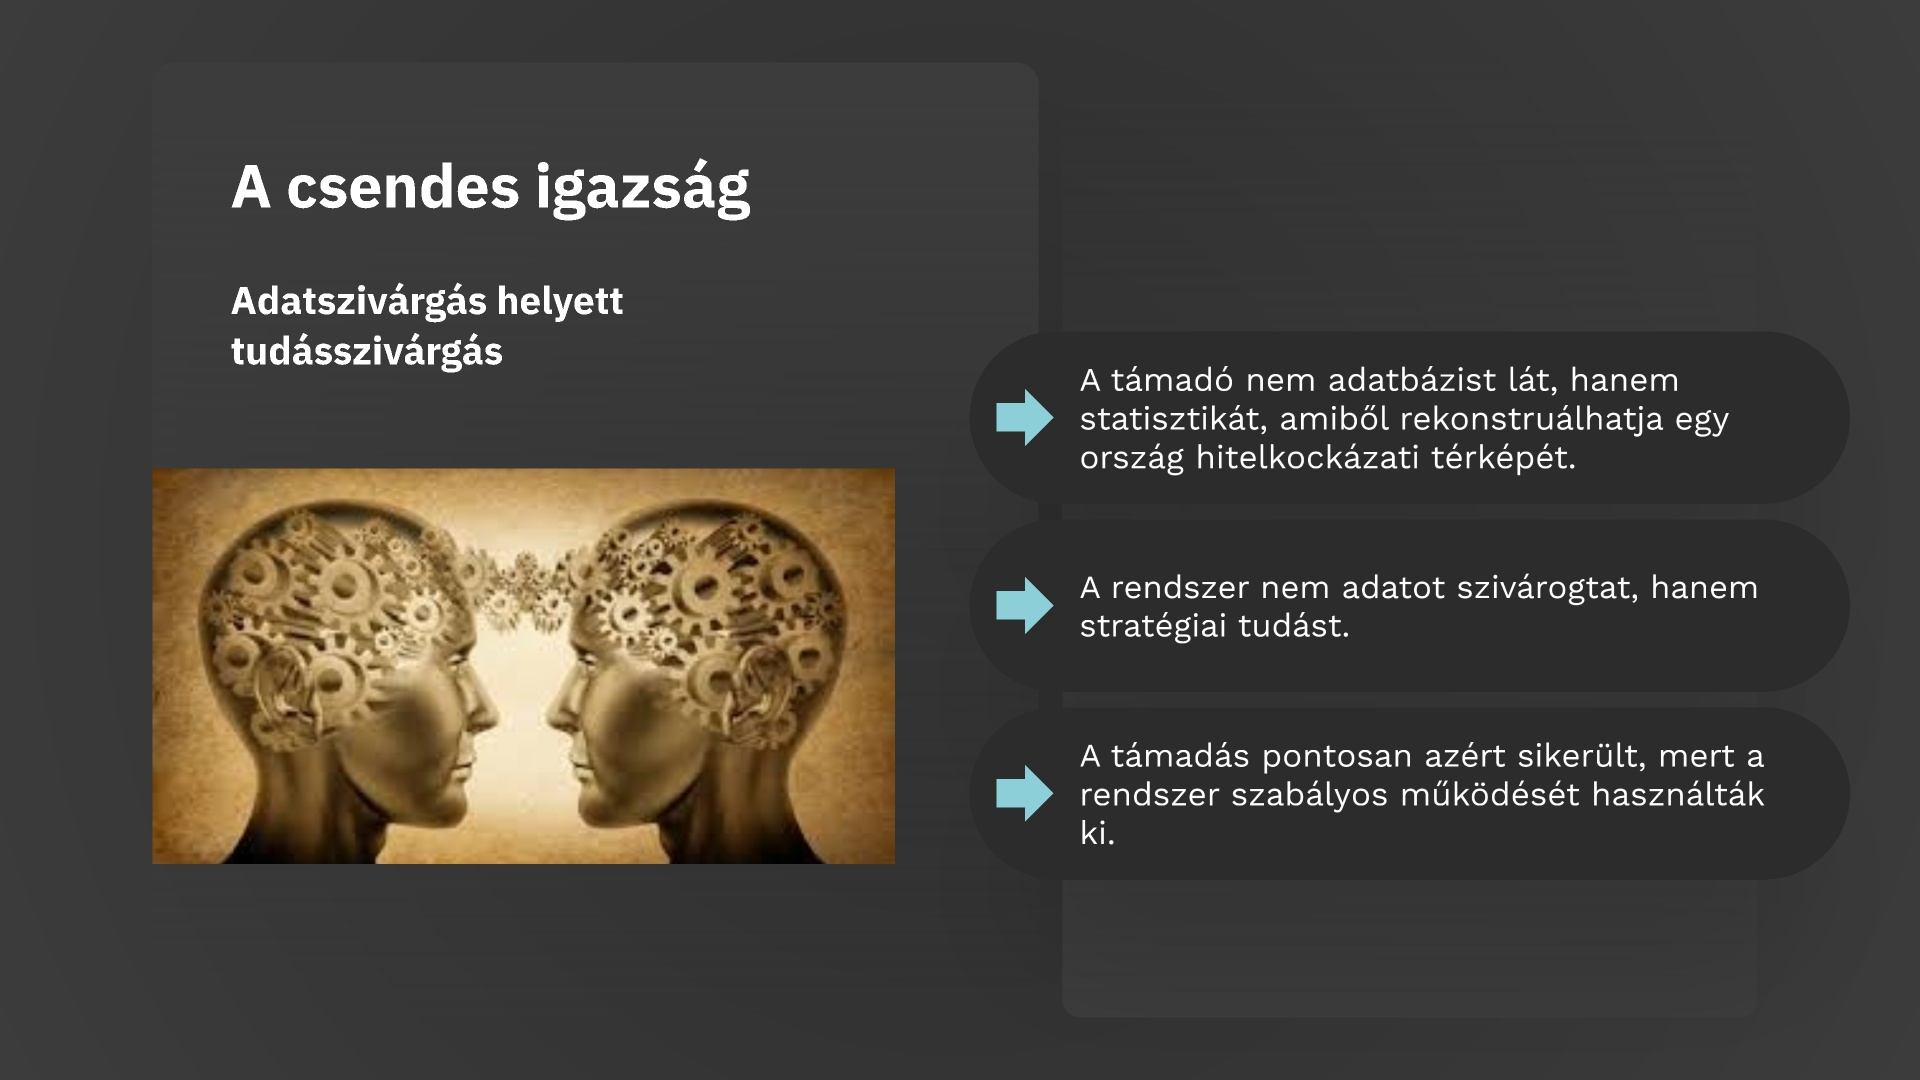 A csendes igazság
Adatszivárgás helyett
tudásszivárgás
A támadó nem adatbázist lát, hanem
statisztikát, amiből rekonstruálhatja egy
ország hitelkockázati térképét.
A rendszer nem adatot szivárogtat, hanem
stratégiai tudást.
A támadás pontosan azért sikerült, mert a
rendszer szabályos működését használták
ki.